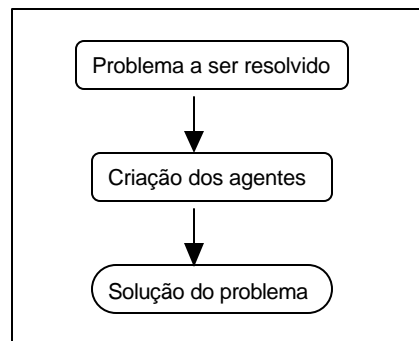 Problema a ser resolvido
Criação dos agentes
Solução do problema